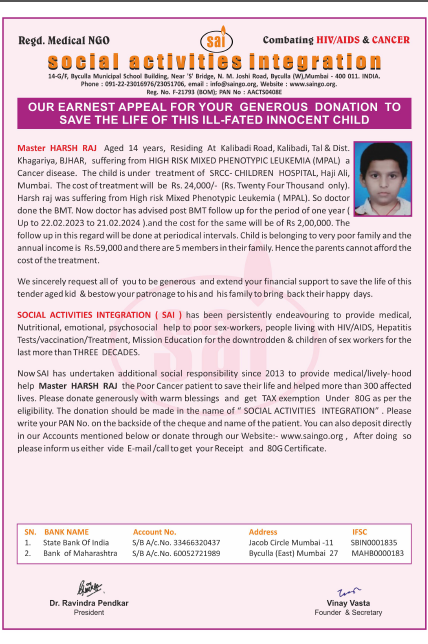 Regd. Medical NGO
sai
Combating HIV/AIDS & CANCER
social activities integration
14-G/F, Byculla Municipal School Building, Near 'S' Bridge, N. M. Joshi Road, Byculla (W),Mumbai - 400 011. INDIA.
Phone : 091-22-23016976/23051706, email : info@saingo.org, Website : www.saingo.org.
Reg. No. F-21793 (BOM); PAN No : AACTS0408E
OUR EARNEST APPEAL FOR YOUR GENEROUS DONATION TO
SAVE THE LIFE OF THIS ILL-FATED INNOCENT CHILD
Master HARSH RAJ Aged 14 years, Residing At Kalibadi Road, Kalibadi, Tal & Dist.
Khagariya, BJHAR, suffering from HIGH RISK MIXED PHENOTYPIC LEUKEMIA (MPAL) a
Cancer disease. The child is under treatment of SRCC- CHILDREN HOSPITAL, Haji Ali,
Mumbai. The cost of treatment will be Rs. 24,000/- (Rs. Twenty Four Thousand only).
Harsh raj was suffering from High risk Mixed Phenotypic Leukemia ( MPAL). So doctor
done the BMT. Now doctor has advised post BMT follow up for the period of one year (
Up to 22.02.2023 to 21.02.2024 ).and the cost for the same will be of Rs 2,00,000. The
follow up in this regard will be done at periodical intervals. Child is belonging to very poor family and the
annual income is Rs.59,000 and there are 5 members in their family. Hence the parents cannot afford the
cost of the treatment.
We sincerely request all of you to be generous and extend your financial support to save the life of this
tender aged kid & bestow your patronage to his and his family to bring back their happy days.
SOCIAL ACTIVITIES INTEGRATION ( SAI ) has been persistently endeavouring to provide medical,
Nutritional, emotional, psychosocial help to poor sex-workers, people living with HIV/AIDS, Hepatitis
Tests/vaccination/Treatment, Mission Education for the downtrodden & children of sex workers for the
last more than THREE DECADES.
Now SAI has undertaken additional social responsibility since 2013 to provide medical/lively- hood
help Master HARSH RAJ the Poor Cancer patient to save their life and helped more than 300 affected
lives. Please donate generously with warm blessings and get TAX exemption Under 80G as per the
eligibility. The donation should be made in the name of " SOCIAL ACTIVITIES INTEGRATION" . Please
write your PAN No. on the backside of the cheque and name of the patient. You can also deposit directly
in our Accounts mentioned below or donate through our Website:- www.saingo.org , After doing so
please inform us either vide E-mail /call to get your Receipt and 80G Certificate.
SN. BANK NAME Account No. Address IFSC
1. State Bank Of India S/B A/c.No. 33466320437 Jacob Circle Mumbai -11 SBIN0001835
2. Bank of Maharashtra S/B A/c.No. 60052721989 Byculla (East) Mumbai 27 MAHB0000183
Dr. Ravindra Pendkar
President
Vinay Vasta
Founder & Secretary